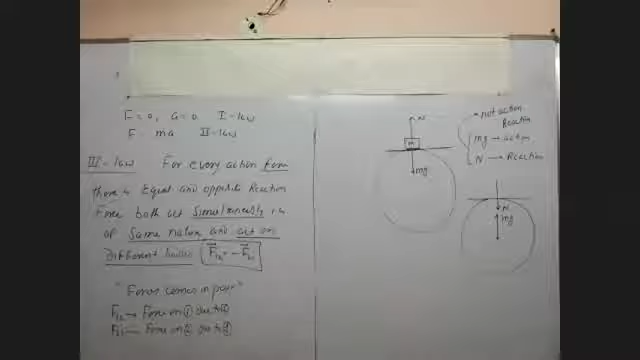 F = 0, a = 0 I - law
F ma II - law
III - law For every action force
there is Equal and opposite Reaction
Force both act simultaneously is
of Same nature and act on
different bodies F₁₂ = - F₂₁
"Forces comes in pair"
F₁₂ → Force on ① due to ②
F₂₁ — Force on ② due to ①
N
m
mg
not action
Reaction
mg → action
N → Reaction
N
mg